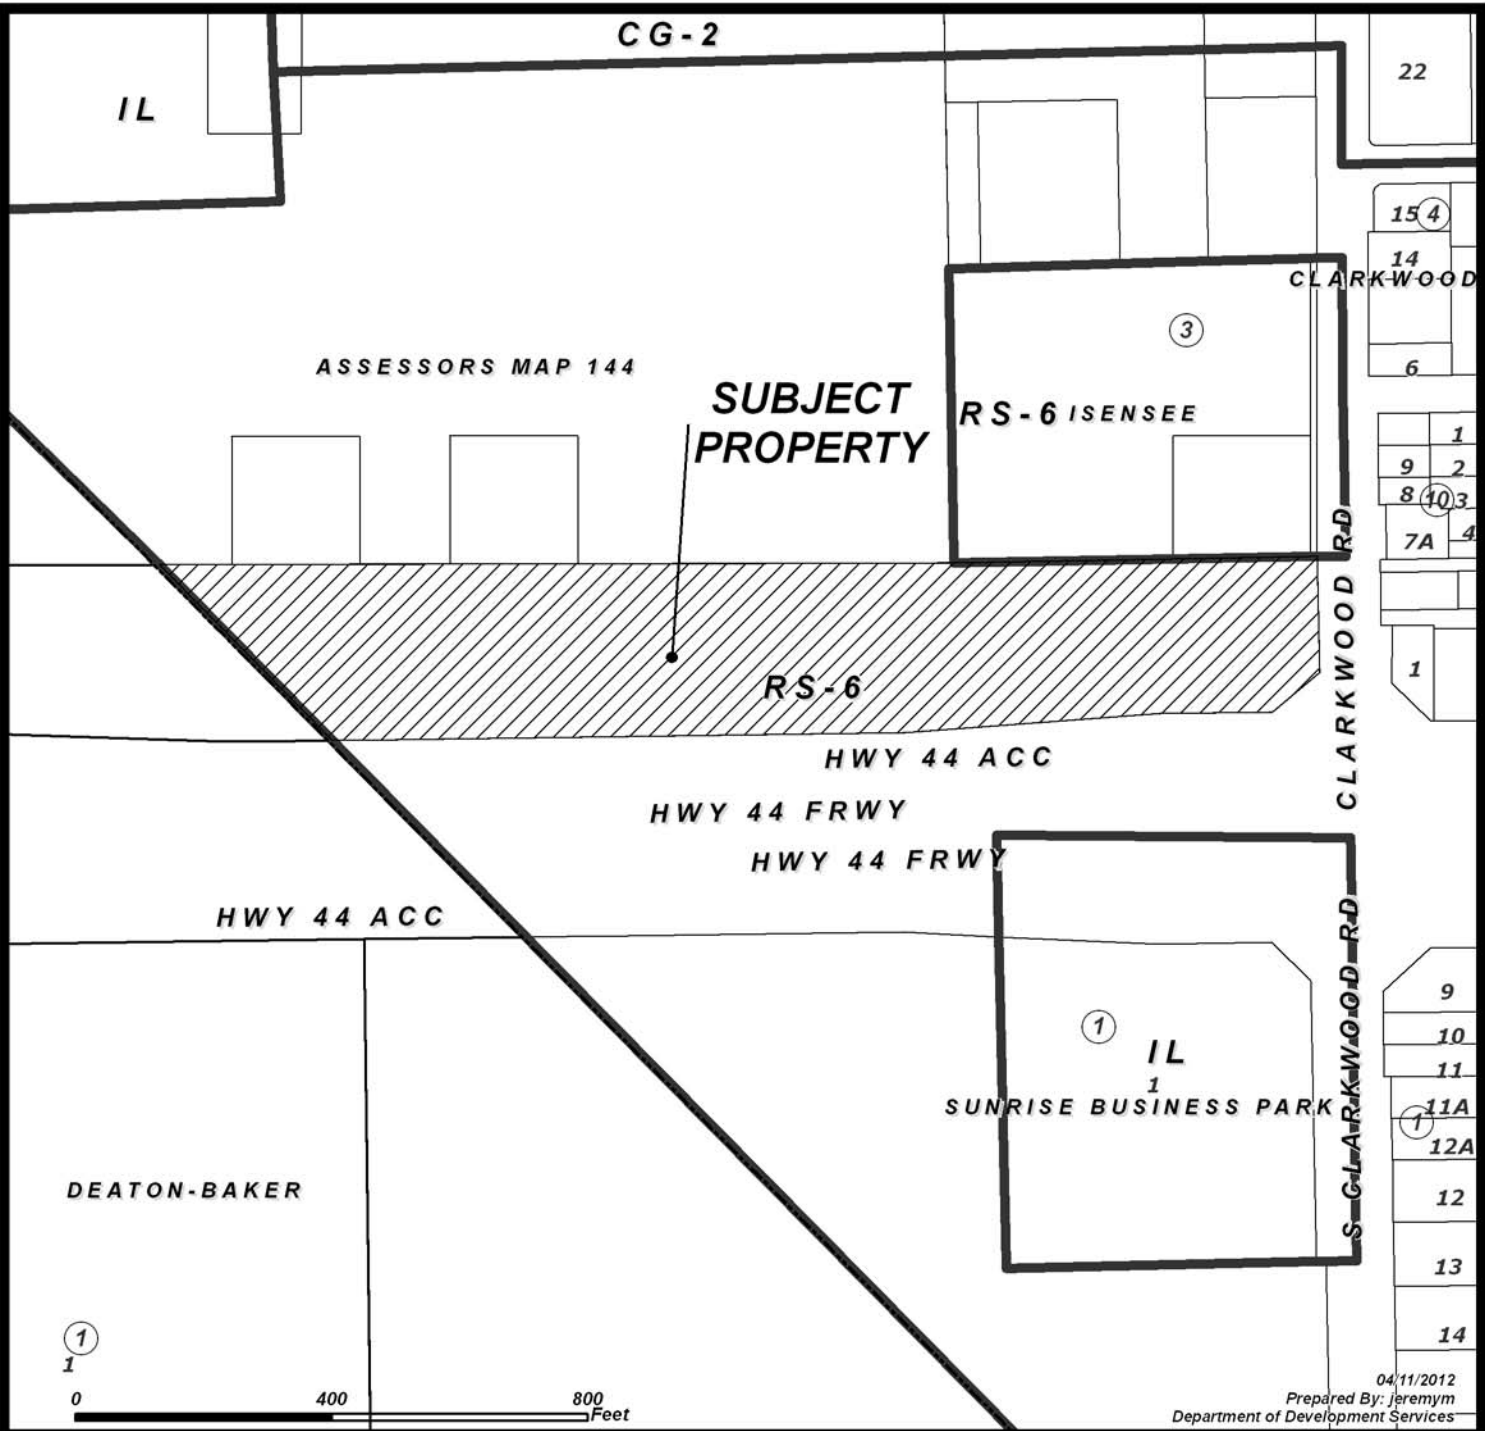 CG-2
22
IL
15
4
14
CLARKWOOD
3
ASSESSORS MAP 144
6
SUBJECT
PROPERTY
RS-6
ISENSEE
1
9
2
8
10
3
7A
4
CLARKWOOD RD
1
RS-6
HWY 44 ACC
HWY 44 FRWY
HWY 44 FRWY
HWY 44 ACC
S CLARKWOOD RD
9
1
10
IL
11
1
SUNRISE BUSINESS PARK
11A
1
12A
DEATON-BAKER
12
13
1
14
1
0 400 800
Feet
04/11/2012
Prepared By: jeremym
Department of Development Services